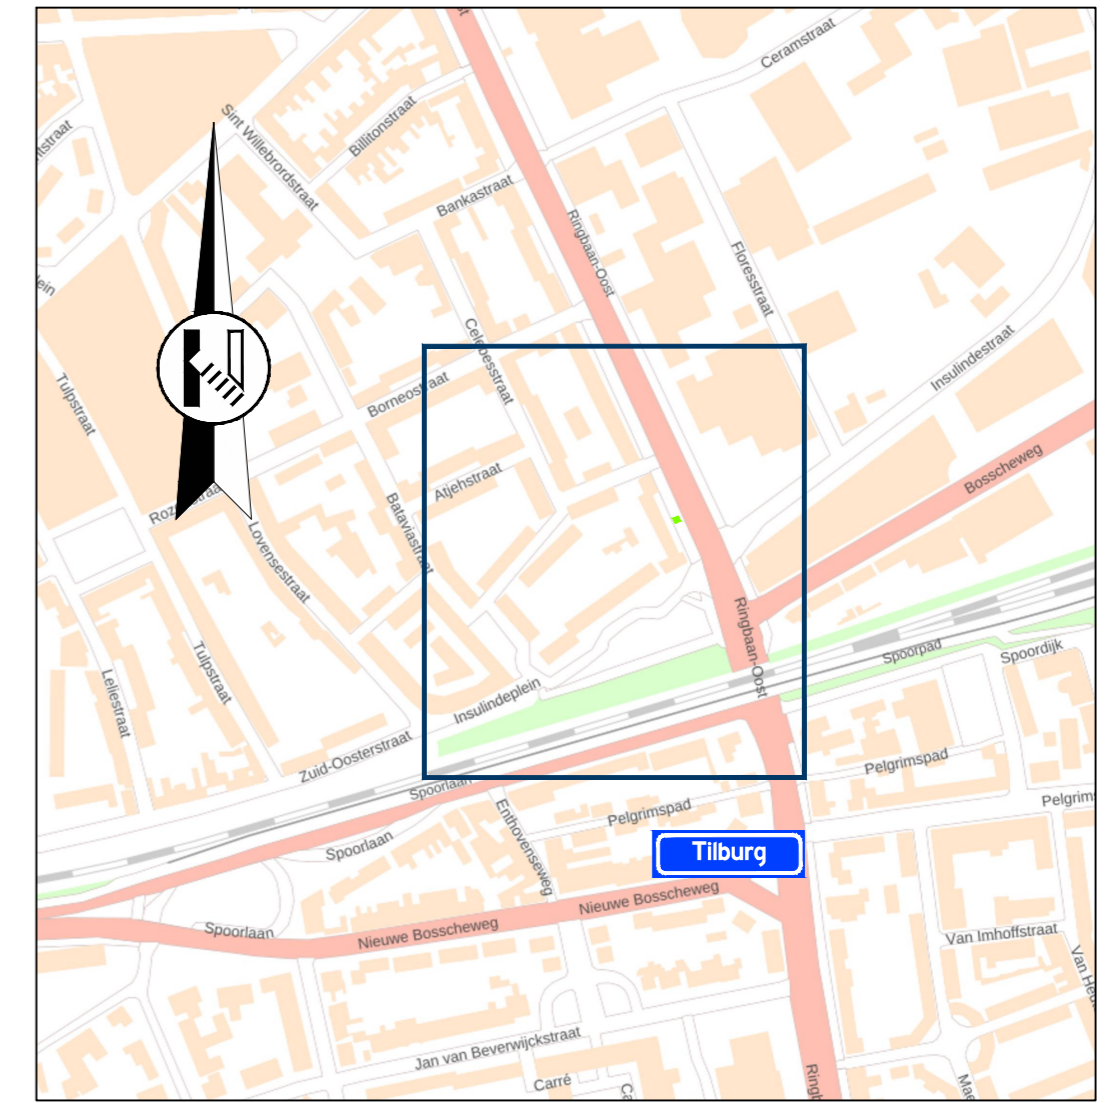 Ceramstraat
Sint Willebrordstraat
Billitonstraat
Bankastraat
Ringbaan-Oost
Floresstraat
Celebesstraat
Insulindestraat
Borneostraat
Tulpstraat
Atjehstraat
Bosscheweg
Bataviastraat
Lovensestraat
Ringbaan-Oost
Tulpstraat
Leliestraat
Spoorpad
Spoordijk
Insulindeplein
Zuid-Oosterstraat
Pelgrimspad
Spoorlaan
Pelgrimspad
Enthovenseweg
Spoorlaan
Tilburg
Nieuwe Bosscheweg
Nieuwe Bosscheweg
Spoorlaan
Van Imhoffstraat
Jan van Beverwijckstraat
Carré